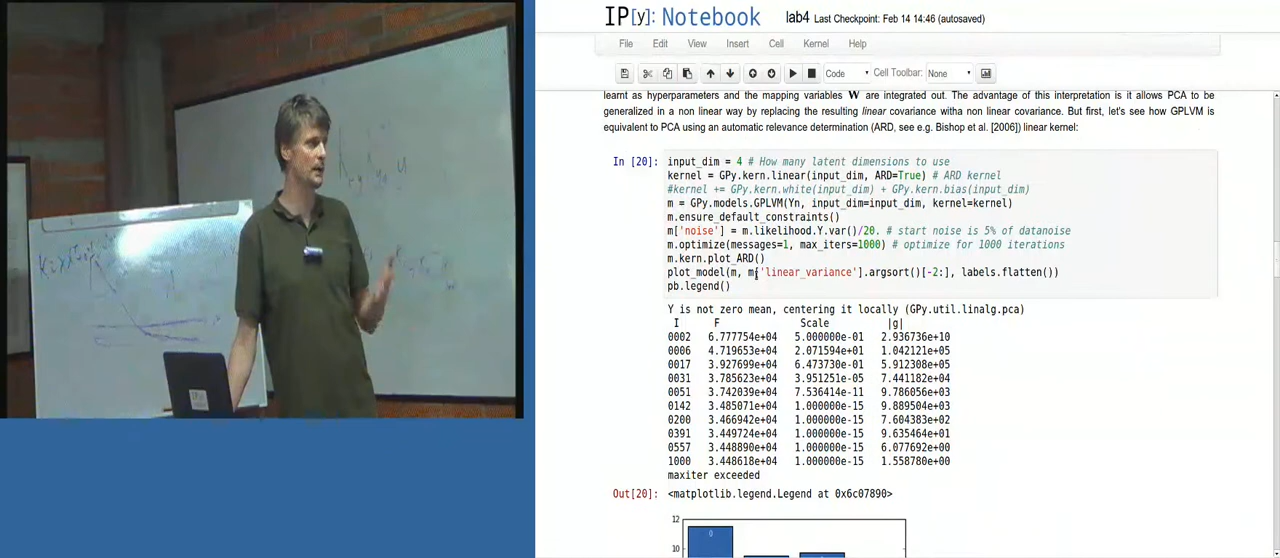 IP[y]: Notebook lab4 Last Checkpoint: Feb 14 14:46 (autosaved)
File Edit View Insert Cell Kernel Help
Code Cell Toolbar: None
learnt as hyperparameters and the mapping variables W are integrated out. The advantage of this interpretation is it allows PCA to be
generalized in a non linear way by replacing the resulting linear covariance witha non linear covariance. But first, let's see how GPLVM is
equivalent to PCA using an automatic relevance determination (ARD, see e.g. Bishop et al. [2006]) linear kernel:
In [20]: input_dim = 4 # How many latent dimensions to use
kernel = GPy.kern.linear(input_dim, ARD=True) # ARD kernel
#kernel += GPy.kern.white(input_dim) + GPy.kern.bias(input_dim)
m = GPy.models.GPLVM(Yn, input_dim=input_dim, kernel=kernel)
m.ensure_default_constraints()
m['noise'] = m.likelihood.Y.var()/20. # start noise is 5% of datanoise
m.optimize(messages=1, max_iters=1000) # optimize for 1000 iterations
m.kern.plot_ARD()
plot_model(m, m['linear_variance'].argsort()[-2:], labels.flatten())
pb.legend()
Y is not zero mean, centering it locally (GPy.util.linalg.pca)
I F Scale |g|
0002 6.777754e+04 5.000000e-01 2.936736e+10
0006 4.719653e+04 2.071594e+01 1.042121e+05
0017 3.927699e+04 6.473730e-01 5.912308e+05
0031 3.785623e+04 3.951251e-05 7.441182e+04
0051 3.742039e+04 7.536414e-11 9.786056e+03
0142 3.485071e+04 1.000000e-15 9.889504e+03
0200 3.466942e+04 1.000000e-15 7.604383e+02
0391 3.449724e+04 1.000000e-15 9.635464e+01
0557 3.448890e+04 1.000000e-15 6.077692e+00
1000 3.448618e+04 1.000000e-15 1.558780e+00
maxiter exceeded
Out[20]: <matplotlib.legend.Legend at 0x6c07890>
12
0
10